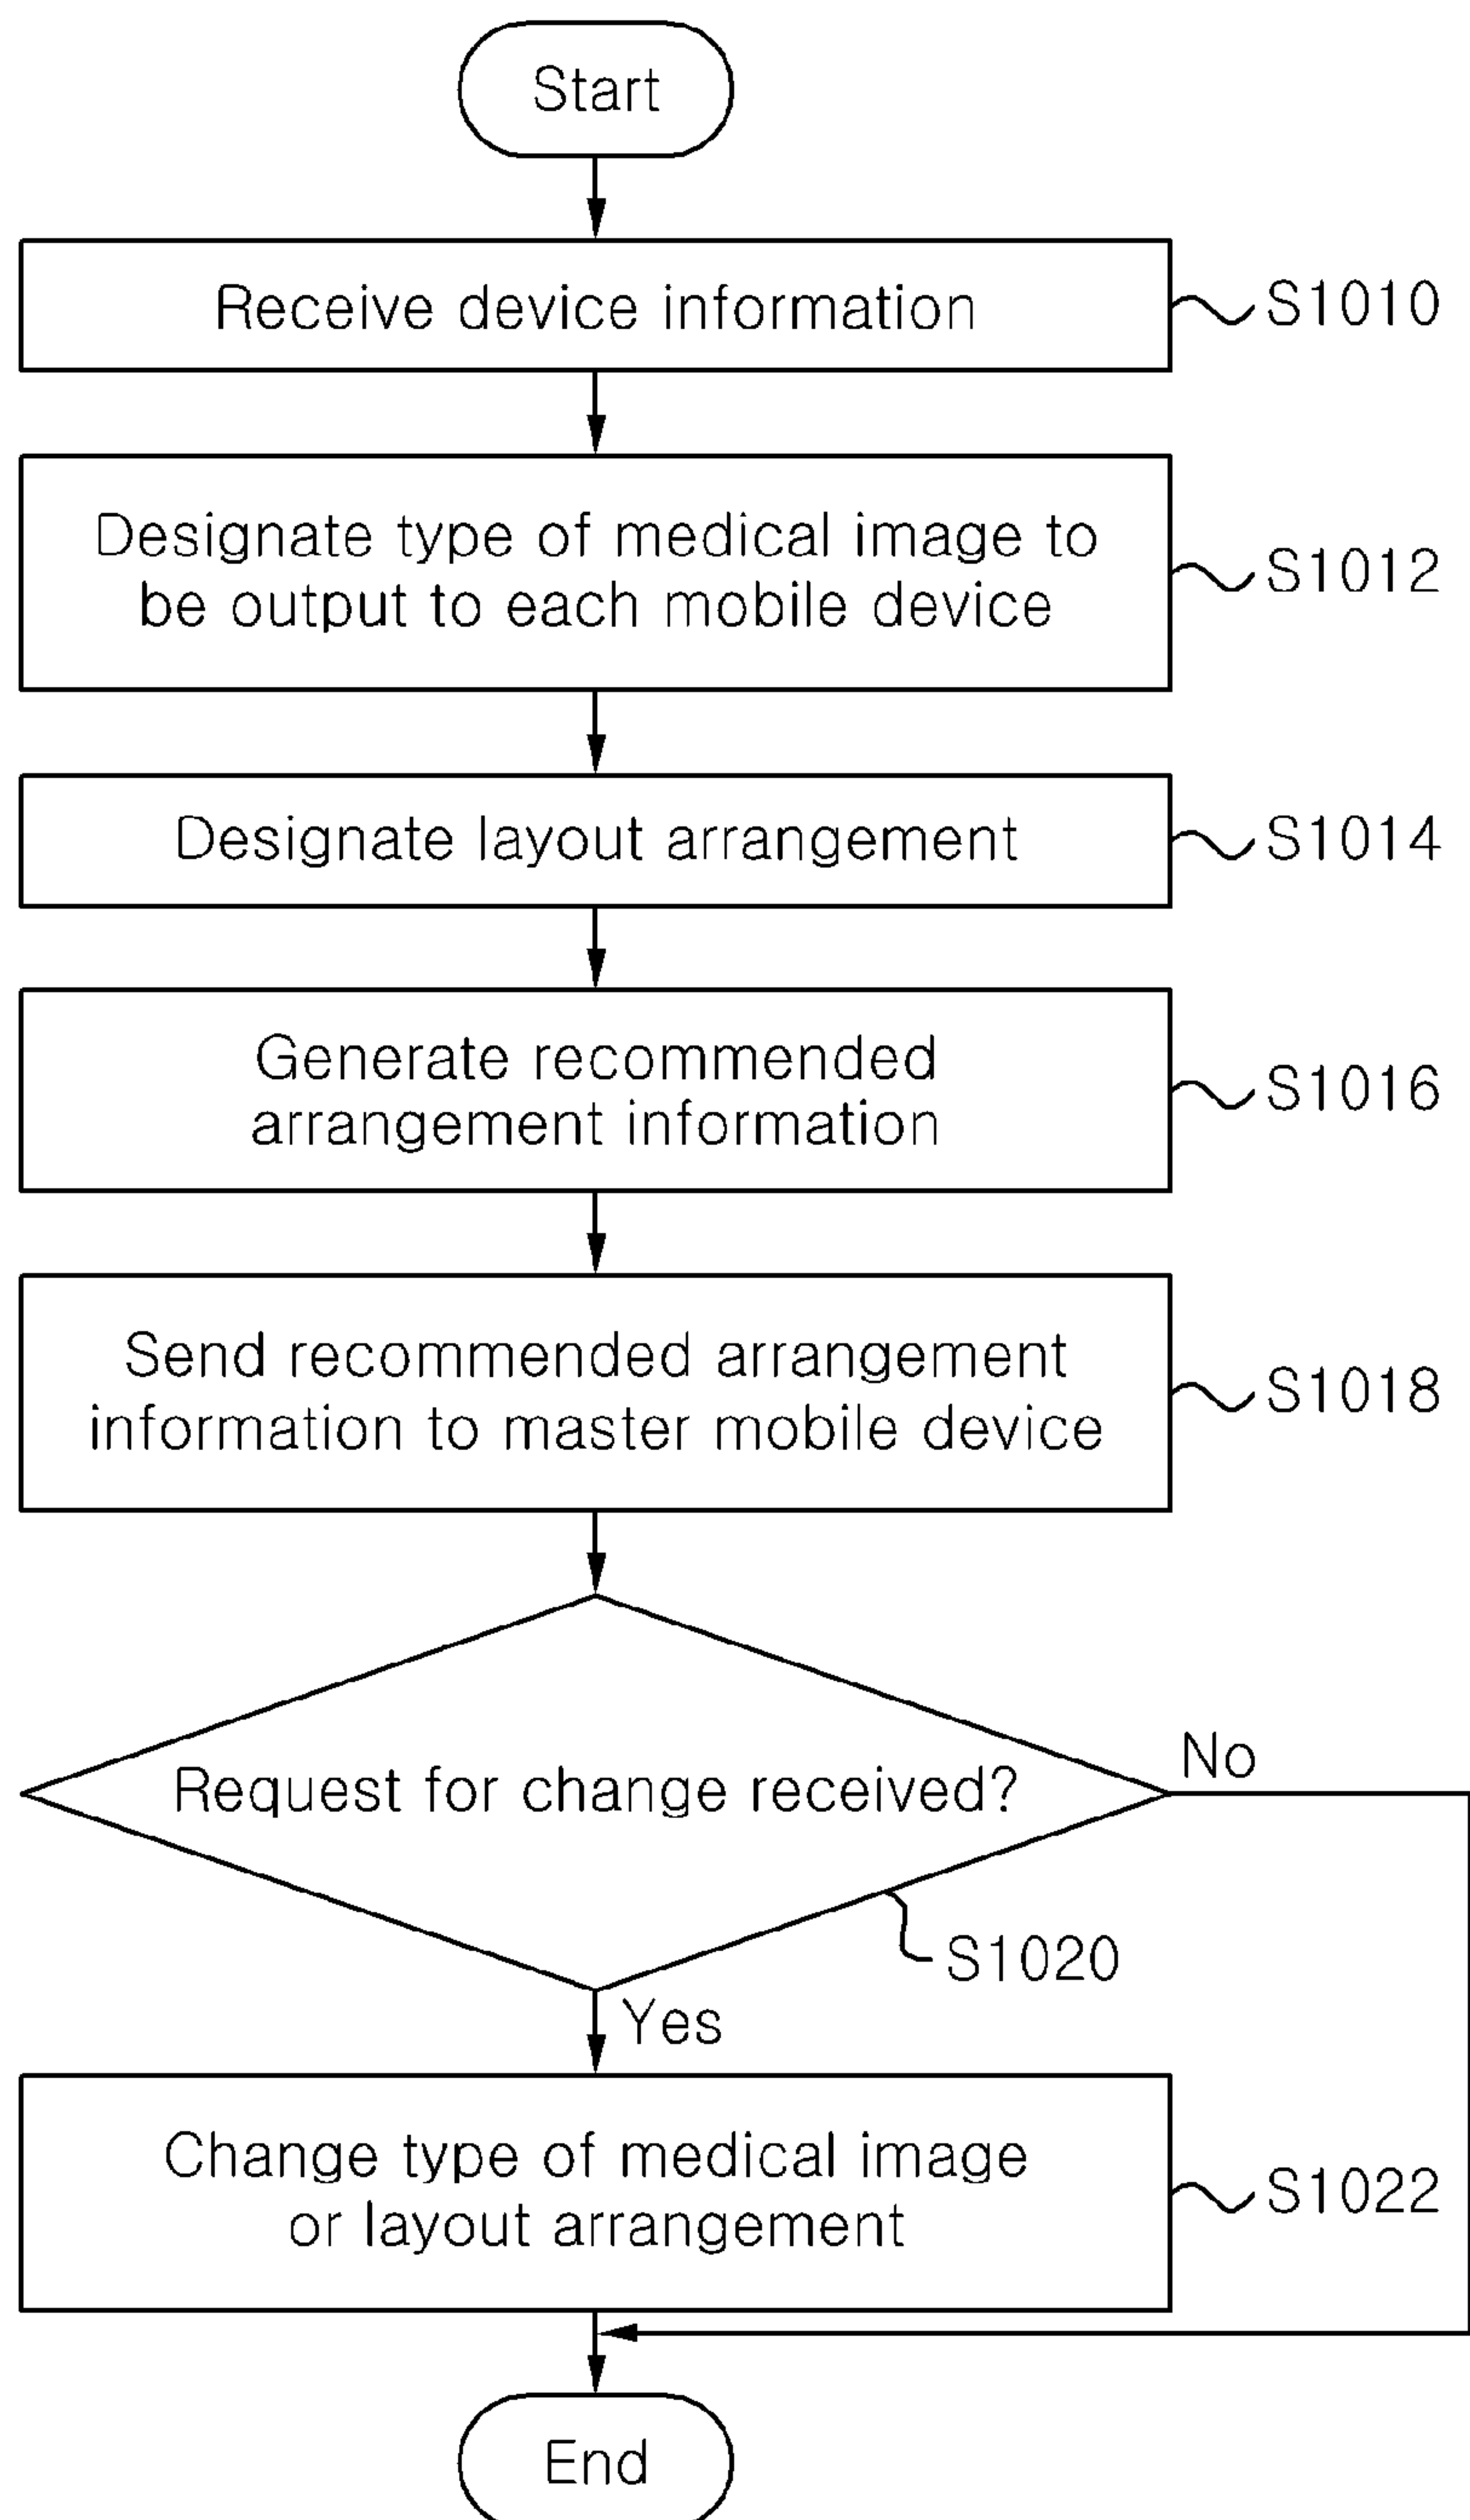 Start
Receive device information
S1010
Designate type of medical image to
be output to each mobile device
S1012
Designate layout arrangement
S1014
Generate recommended
arrangement information
S1016
Send recommended arrangement
information to master mobile device
S1018
Request for change received?
No
S1020
Yes
Change type of medical image
or layout arrangement
S1022
End